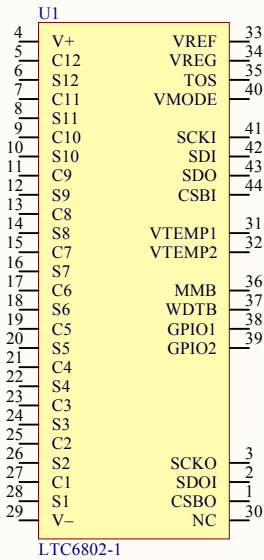 U1
4 V+ VREF 33
5 C12 VREG 34
6 S12 TOS 35
7 C11 VMODE 40
8 S11
9 C10 SCKI 41
10 S10 SDI 42
11 C9 SDO 43
12 S9 CSBI 44
13 C8
14 S8 VTEMP1 31
15 C7 VTEMP2 32
16 S7
17 C6 MMB 36
18 S6 WDTB 37
19 C5 GPIO1 38
20 S5 GPIO2 39
21 C4
22 S4
23 C3
24 S3
25 C2
26 S2 SCKO 3
27 C1 SDOI 2
28 S1 CSBO 1
29 V− NC 30
LTC6802-1